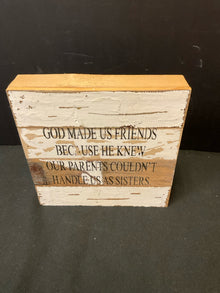 GOD MADE US FRIENDS
BECAUSE HE KNEW
OUR PARENTS COULDN'T
HANDLE US AS SISTERS